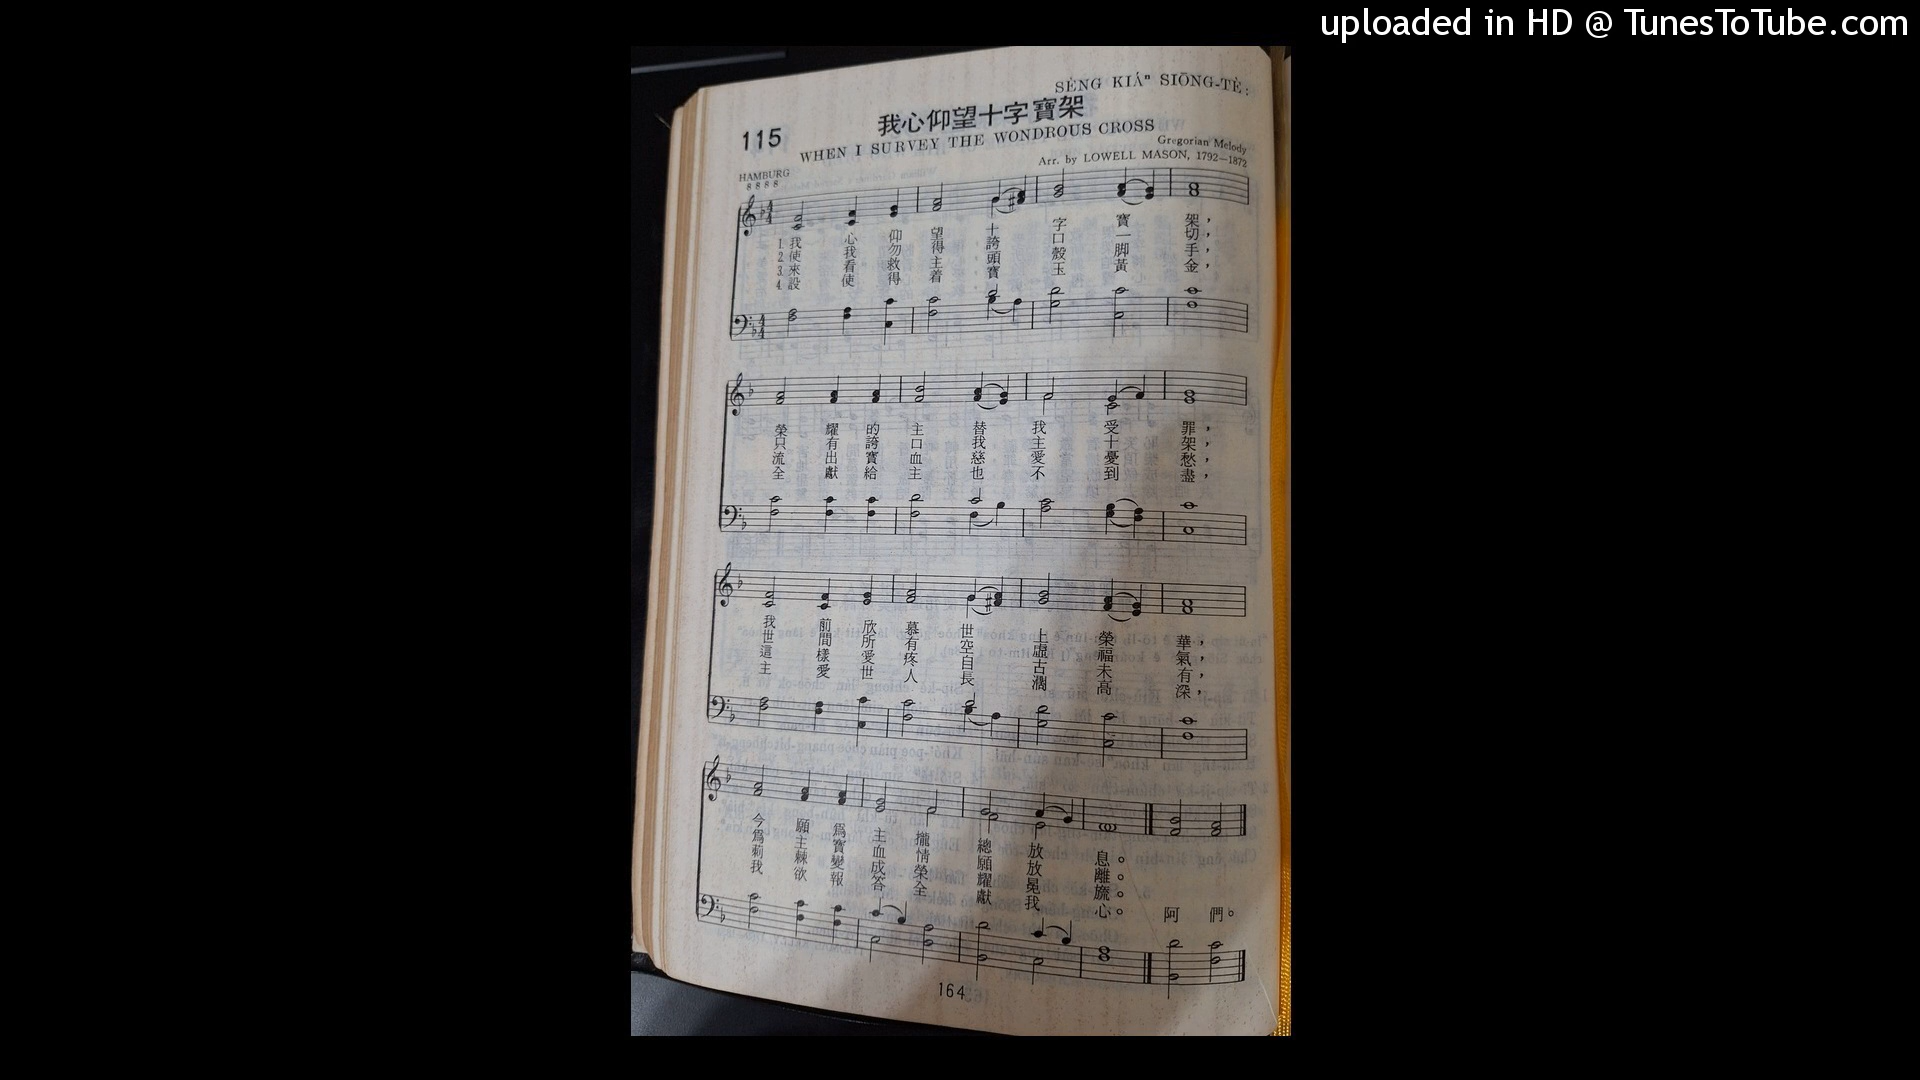 uploaded in HD @ TunesToTube.com
SÈNG KIÁⁿ SIŌNG-TÈ:
115
我心仰望十字寶架
WHEN I SURVEY THE WONDROUS CROSS
Gregorian Melody
HAMBURG
Arr. by LOWELL MASON, 1792—1872
8 8 8 8
1. 我心仰望十字寶架，
2. 使我勿得誇口一切，
3. 來看救主頭殼脚手，
4. 設使得着寶玉黃金，
榮耀的主替我受罪，
只有誇口我主十架，
流出寶血慈愛憂愁，
全獻給主也不到盡，
我前欣慕世上榮華，
世間所有空虛福氣，
這樣愛疼自古未有，
主愛世人長濶高深，
今願爲主攏總放息。
爲主寶血情願放離。
荊棘變成榮耀冕旒。
我欲報答全獻我心。 阿們。
164